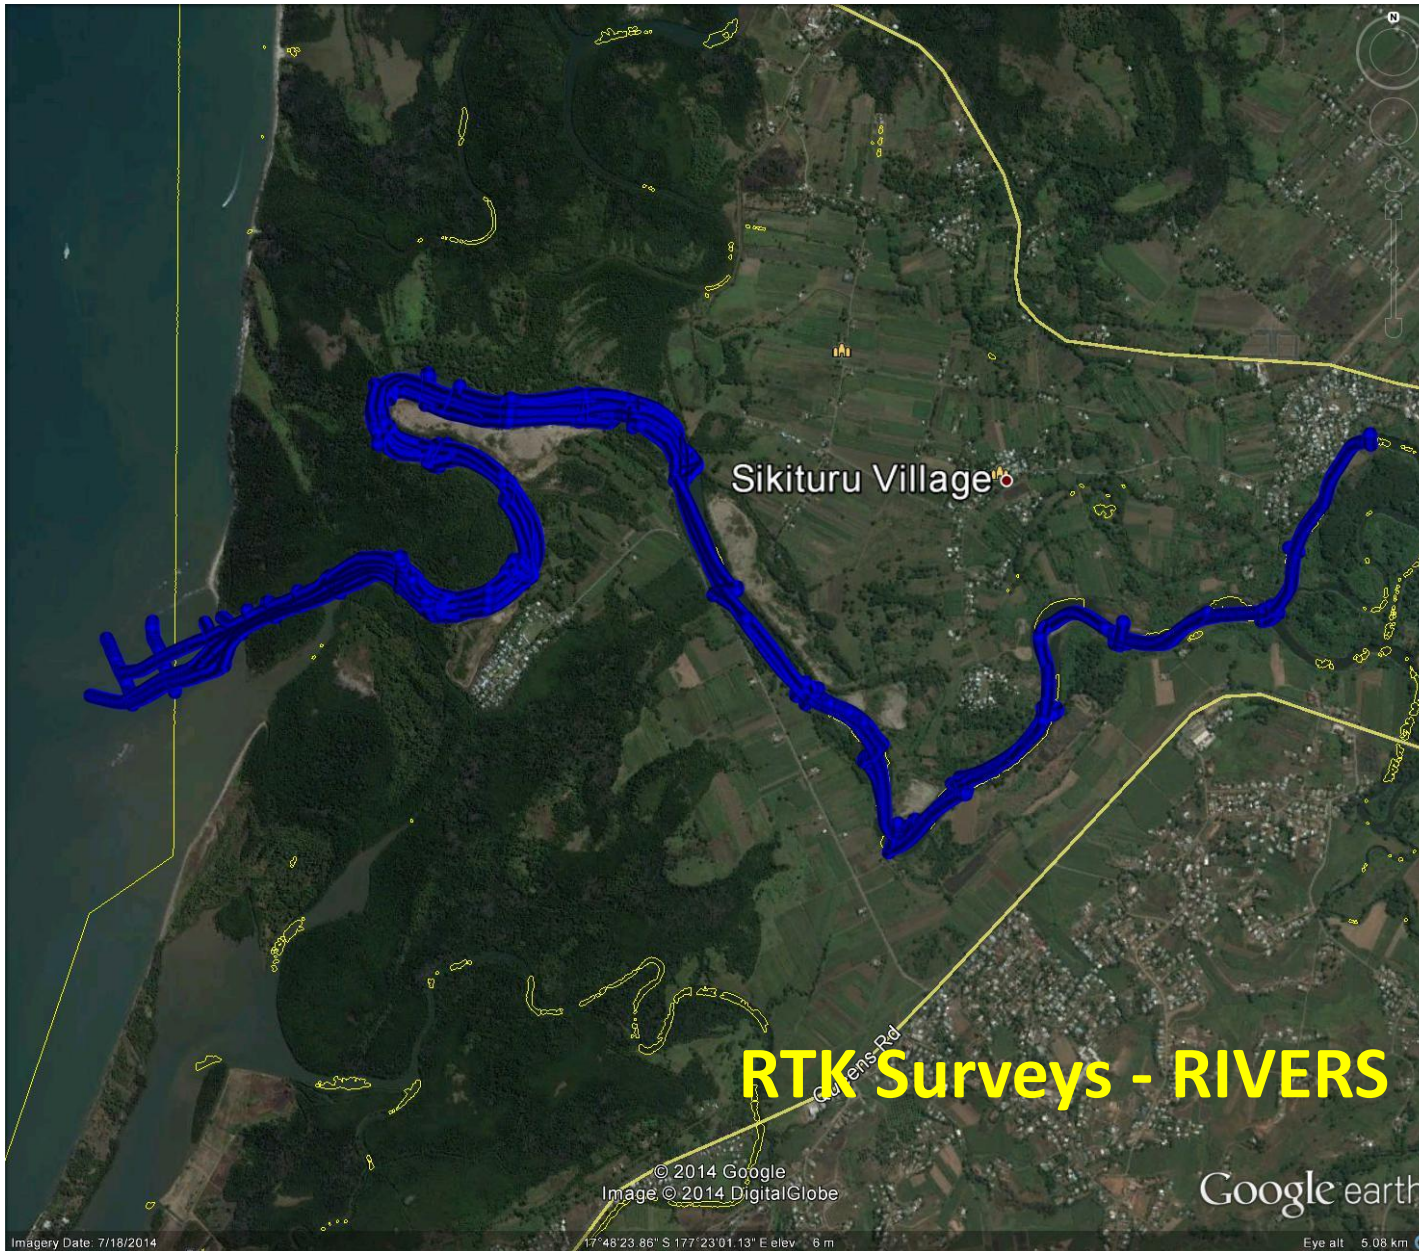 N
Sikituru Village
Queens Rd
RTK Surveys - RIVERS
© 2014 Google
Image © 2014 DigitalGlobe
Google earth
Imagery Date: 7/18/2014
17°48'23.86" S 177°23'01.13" E elev 6 m
Eye alt 5.08 km